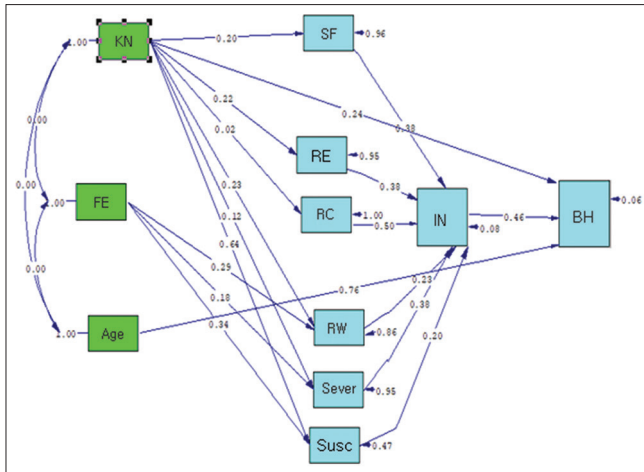 1.00 KN 0.20 SF 0.96
0.00
0.24
0.38
0.22
0.02
RE 0.95
0.38
0.00
0.23
0.12
0.64
RC 1.00
0.50
IN 0.08
0.46
BH 0.06
1.00 FE
0.00
0.29
0.18
0.34
0.76
0.23
0.38
0.20
1.00 Age
RW 0.86
Sever 0.95
Susc 0.47